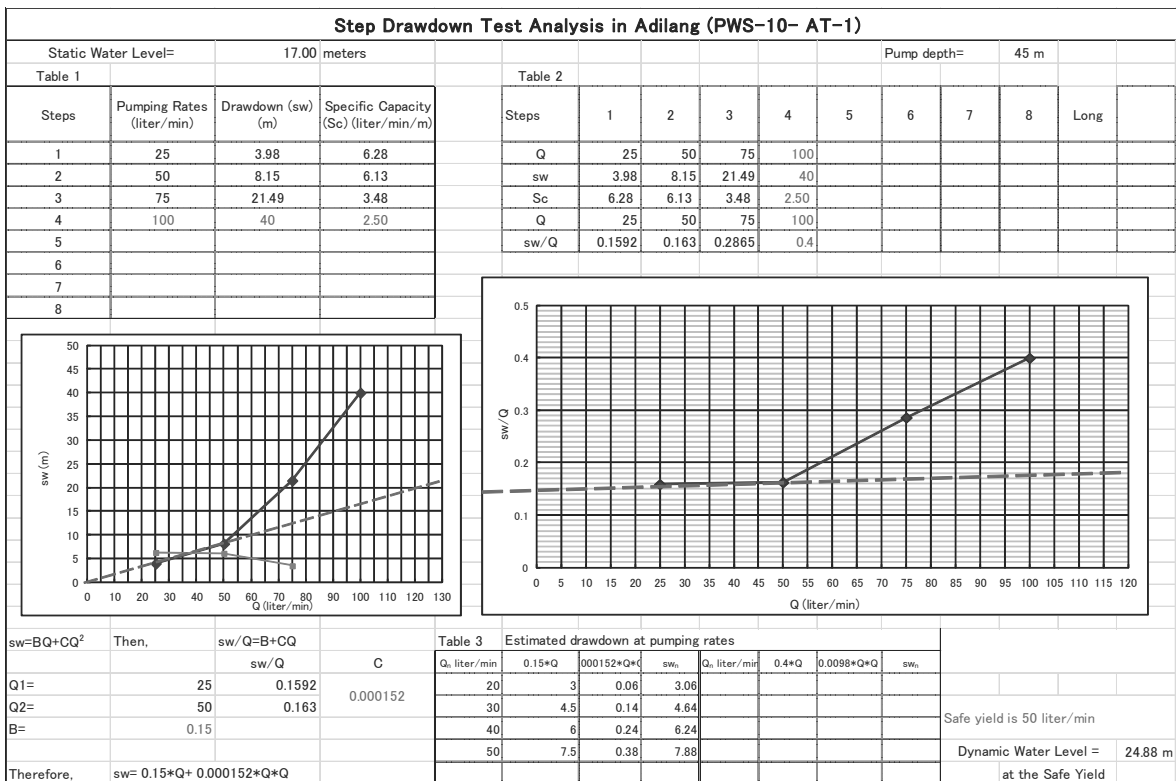 Step Drawdown Test Analysis in Adilang (PWS-10- AT-1)
Static Water Level= 17.00 meters Pump depth= 45 m
Table 1
Steps Pumping Rates (liter/min) Drawdown (sw) (m) Specific Capacity (Sc) (liter/min/m)
1 25 3.98 6.28
2 50 8.15 6.13
3 75 21.49 3.48
4 100 40 2.50
5
6
7
8
Table 2
Steps 1 2 3 4 5 6 7 8 Long
Q 25 50 75 100
sw 3.98 8.15 21.49 40
Sc 6.28 6.13 3.48 2.50
Q 25 50 75 100
sw/Q 0.1592 0.163 0.2865 0.4
50
45
40
35
30
25
20
15
10
5
0
sw (m)
0 10 20 30 40 50 60 70 80 90 100 110 120 130
Q (liter/min)
0.5
0.4
0.3
0.2
0.1
0
sw/Q
0 5 10 15 20 25 30 35 40 45 50 55 60 65 70 75 80 85 90 95 100 105 110 115 120
Q (liter/min)
sw=BQ+CQ² Then, sw/Q=B+CQ
sw/Q C
Q1= 25 0.1592
0.000152
Q2= 50 0.163
B= 0.15
Therefore, sw= 0.15*Q+ 0.000152*Q*Q
Table 3 Estimated drawdown at pumping rates
Qn liter/min 0.15*Q 000152*Q*( swn Qn liter/min 0.4*Q 0.0098*Q*Q swn
20 3 0.06 3.06
30 4.5 0.14 4.64
40 6 0.24 6.24
50 7.5 0.38 7.88
Safe yield is 50 liter/min
Dynamic Water Level = 24.88 m
at the Safe Yield